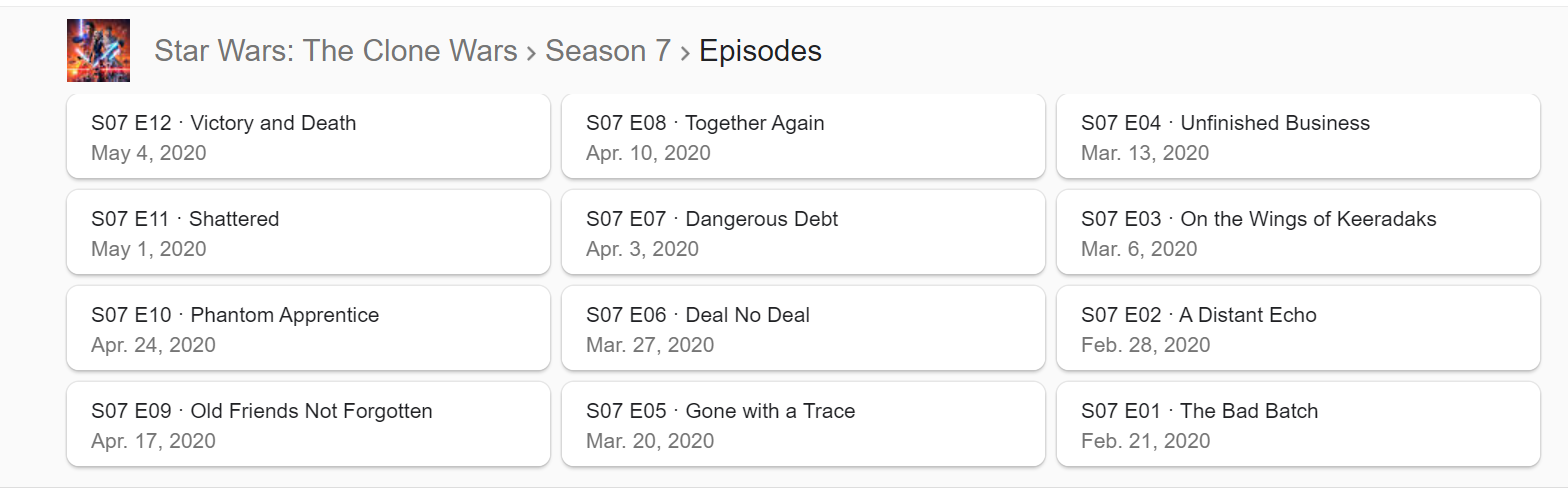 Star Wars: The Clone Wars › Season 7 › Episodes
S07 E12 · Victory and Death
May 4, 2020
S07 E11 · Shattered
May 1, 2020
S07 E10 · Phantom Apprentice
Apr. 24, 2020
S07 E09 · Old Friends Not Forgotten
Apr. 17, 2020
S07 E08 · Together Again
Apr. 10, 2020
S07 E07 · Dangerous Debt
Apr. 3, 2020
S07 E06 · Deal No Deal
Mar. 27, 2020
S07 E05 · Gone with a Trace
Mar. 20, 2020
S07 E04 · Unfinished Business
Mar. 13, 2020
S07 E03 · On the Wings of Keeradaks
Mar. 6, 2020
S07 E02 · A Distant Echo
Feb. 28, 2020
S07 E01 · The Bad Batch
Feb. 21, 2020